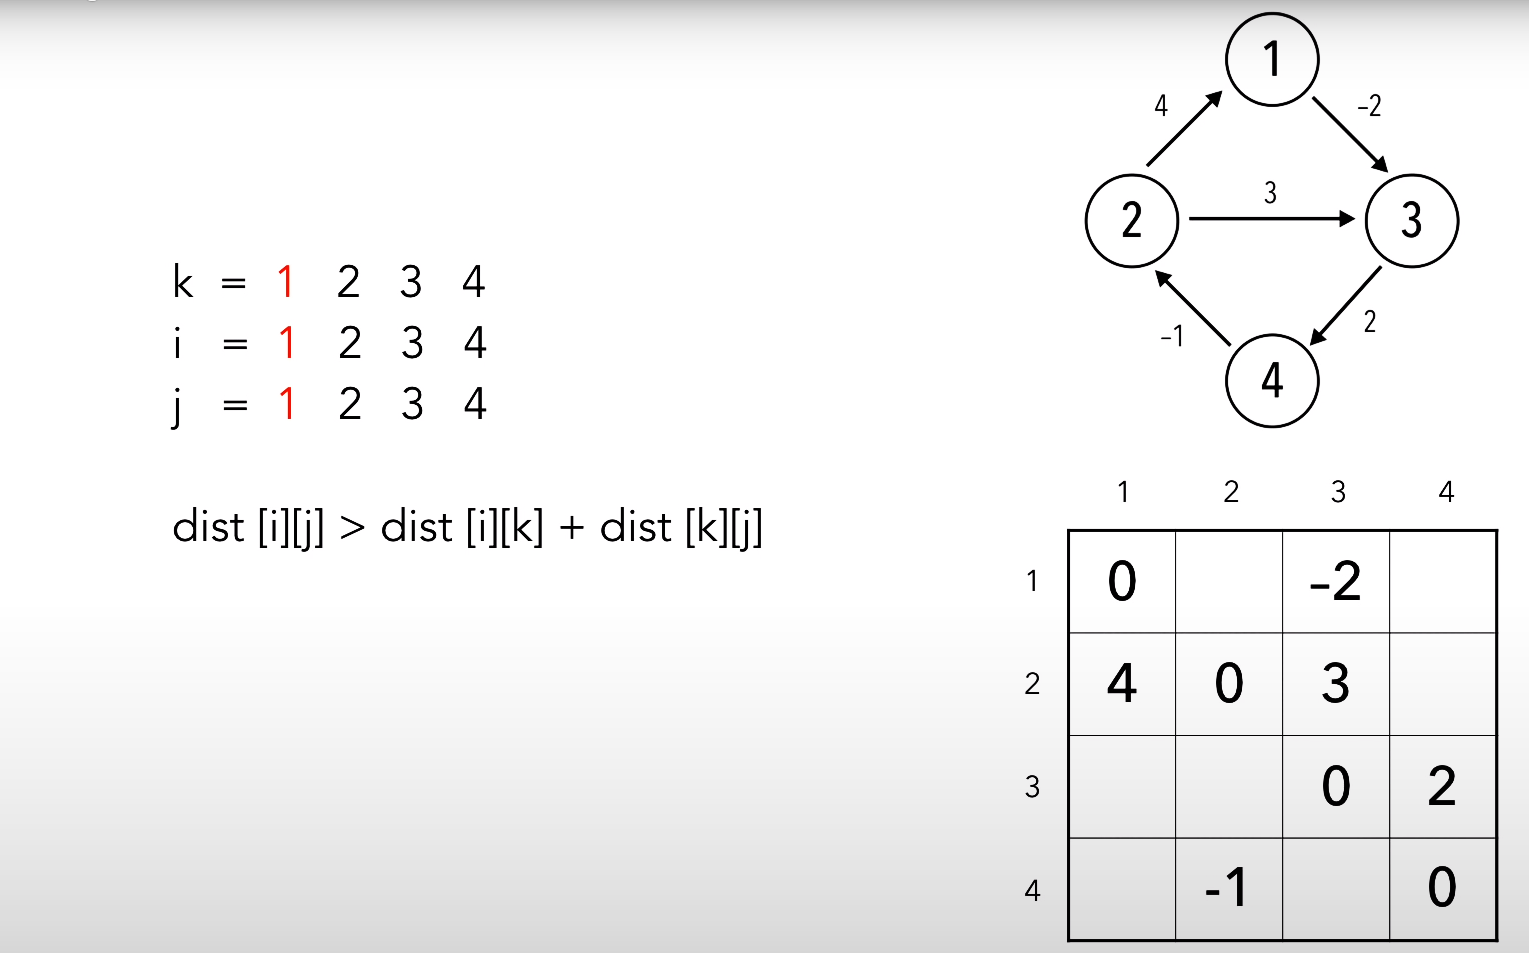 1
4
–2
2
3
3
k = 1 2 3 4
i = 1 2 3 4
–1
2
j = 1 2 3 4
4
1 2 3 4
dist [i][j] > dist [i][k] + dist [k][j]
1 0 –2
2 4 0 3
3 0 2
4 -1 0